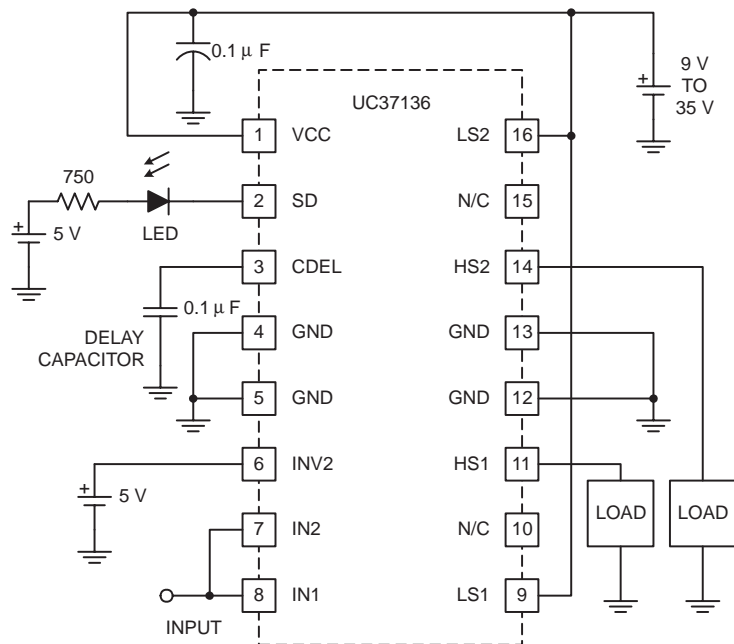 0.1 μ F
9 V
TO
35 V
UC37136
1 VCC
LS2 16
750
2 SD
N/C 15
+
5 V
LED
3 CDEL
HS2 14
0.1 μ F
DELAY
CAPACITOR
4 GND
GND 13
5 GND
GND 12
6 INV2
HS1 11
+
5 V
LOAD
LOAD
7 IN2
N/C 10
8 IN1
LS1 9
INPUT
+